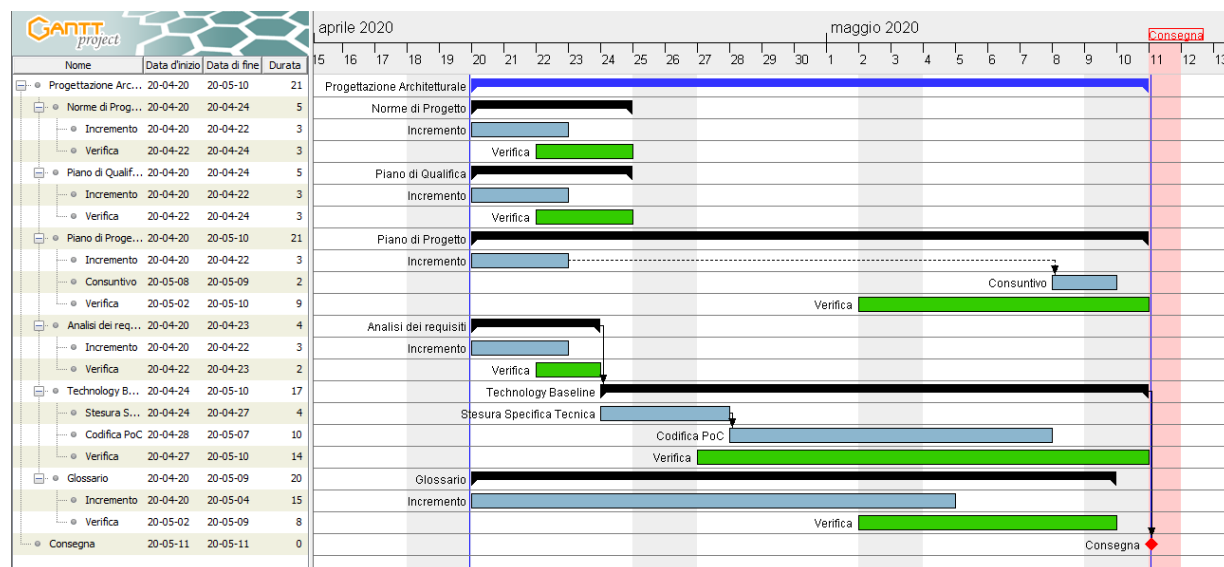 GANTT project
aprile 2020 maggio 2020
Consegna
Nome Data d'inizio Data di fine Durata 15 16 17 18 19 20 21 22 23 24 25 26 27 28 29 30 1 2 3 4 5 6 7 8 9 10 11 12 13
Progettazione Arc... 20-04-20 20-05-10 21 Progettazione Architetturale
Norme di Prog... 20-04-20 20-04-24 5 Norme di Progetto
Incremento 20-04-20 20-04-22 3 Incremento
Verifica 20-04-22 20-04-24 3 Verifica
Piano di Qualif... 20-04-20 20-04-24 5 Piano di Qualifica
Incremento 20-04-20 20-04-22 3 Incremento
Verifica 20-04-22 20-04-24 3 Verifica
Piano di Proge... 20-04-20 20-05-10 21 Piano di Progetto
Incremento 20-04-20 20-04-22 3 Incremento
Consuntivo 20-05-08 20-05-09 2 Consuntivo
Verifica 20-05-02 20-05-10 9 Verifica
Analisi dei req... 20-04-20 20-04-23 4 Analisi dei requisiti
Incremento 20-04-20 20-04-22 3 Incremento
Verifica 20-04-22 20-04-23 2 Verifica
Technology B... 20-04-24 20-05-10 17 Technology Baseline
Stesura S... 20-04-24 20-04-27 4 Stesura Specifica Tecnica
Codifica PoC 20-04-28 20-05-07 10 Codifica PoC
Verifica 20-04-27 20-05-10 14 Verifica
Glossario 20-04-20 20-05-09 20 Glossario
Incremento 20-04-20 20-05-04 15 Incremento
Verifica 20-05-02 20-05-09 8 Verifica
Consegna 20-05-11 20-05-11 0 Consegna